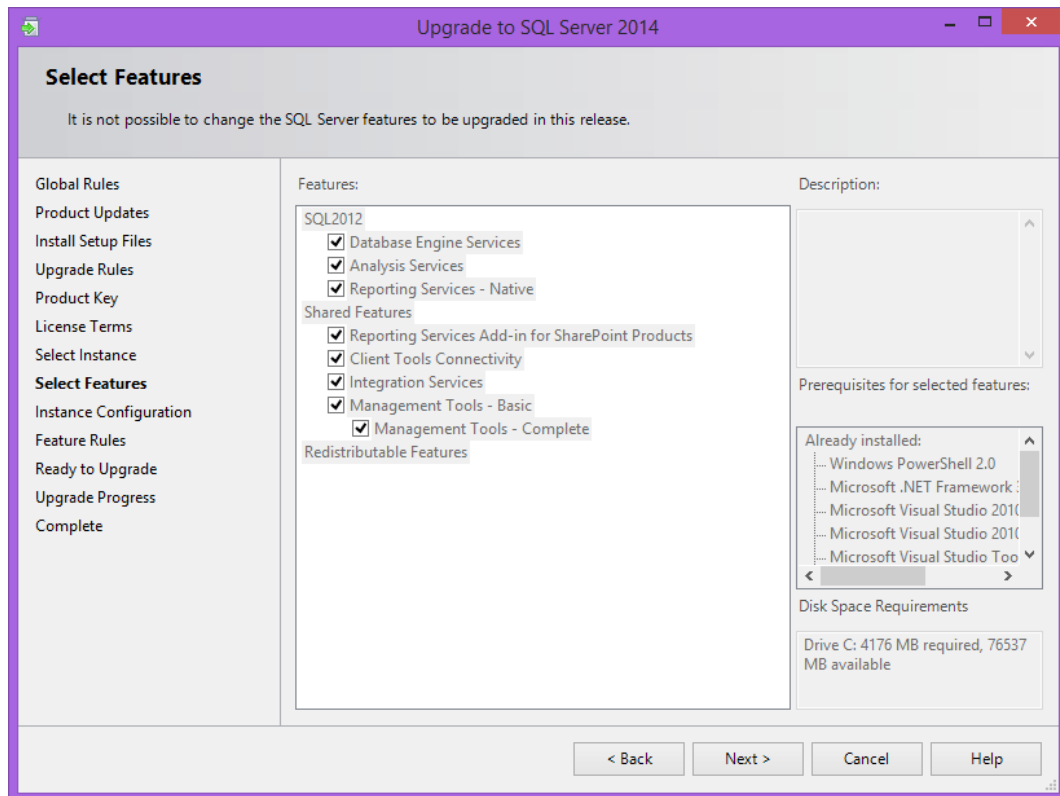 Upgrade to SQL Server 2014
Select Features
It is not possible to change the SQL Server features to be upgraded in this release.
Global Rules
Product Updates
Install Setup Files
Upgrade Rules
Product Key
License Terms
Select Instance
Select Features
Instance Configuration
Feature Rules
Ready to Upgrade
Upgrade Progress
Complete
Features:
SQL2012
Database Engine Services
Analysis Services
Reporting Services - Native
Shared Features
Reporting Services Add-in for SharePoint Products
Client Tools Connectivity
Integration Services
Management Tools - Basic
Management Tools - Complete
Redistributable Features
Description:
Prerequisites for selected features:
Already installed:
Windows PowerShell 2.0
Microsoft .NET Framework
Microsoft Visual Studio 2010
Microsoft Visual Studio 2010
Microsoft Visual Studio Too
Disk Space Requirements
Drive C: 4176 MB required, 76537
MB available
< Back
Next >
Cancel
Help